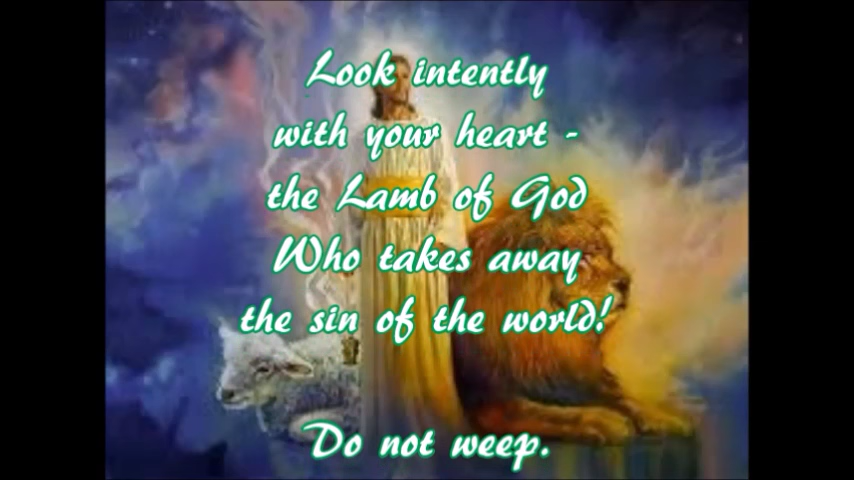 Look intently
with your heart -
the Lamb of God
Who takes away
the sin of the world!
Do not weep.